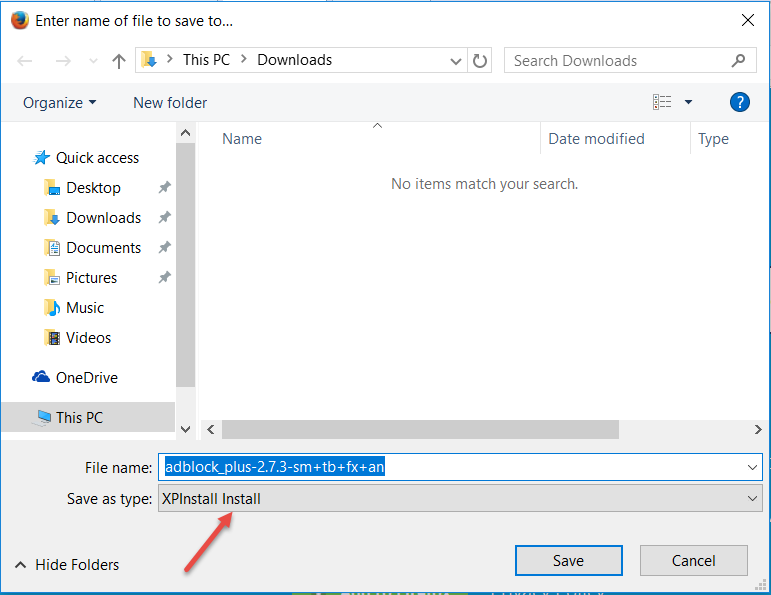 Enter name of file to save to...
This PC > Downloads
Search Downloads
Organize
New folder
?
Name
Date modified
Type
No items match your search.
Quick access
Desktop
Downloads
Documents
Pictures
Music
Videos
OneDrive
This PC
File name: adblock_plus-2.7.3-sm+tb+fx+an
Save as type: XPInstall Install
Hide Folders
Save
Cancel